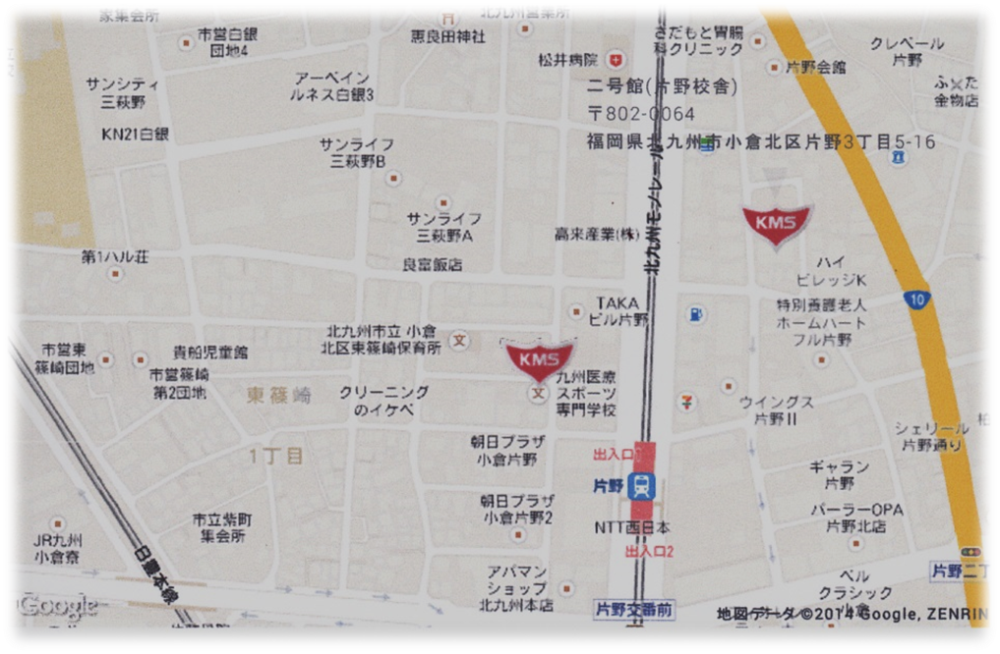 家集会所
市営白銀
団地4
恵良田神社
北九州営業所
松井病院
さだもと胃腸
科クリニック
片野会館
クレベール
片野
サンシティ
三萩野
アーベイン
ルネス白銀3
二号館(片野校舎)
〒802-0064
福岡県北九州市小倉北区片野3丁目5-16
ふた
金物店
KN21白銀
サンライフ
三萩野B
北九州モノレール
サンライフ
三萩野A
高来産業(株)
KMS
第1ハル荘
良富飯店
ハイ
ビレッジK
10
TAKA
ビル片野
特別養護老人
ホームハート
フル片野
北九州市立 小倉
北区東篠崎保育所
文
KMS
市営東
篠崎団地
貴船児童館
市営篠崎
第2団地
東篠崎
クリーニング
のイケベ
文
九州医療
スポーツ
専門学校
ウイングス
片野II
シェリール
片野通り
柏
1丁目
朝日プラザ
小倉片野
出入口1
片野
ギャラン
片野
朝日プラザ
小倉片野2
NTT西日本
出入口2
パーラーOPA
片野北店
市立紫町
集会所
JR九州
小倉寮
日豊本線
アパマン
ショップ
北九州本店
片野交番前
ベル
クラシック
小倉
片野二丁
Google
地図データ ©2014 Google, ZENRIN